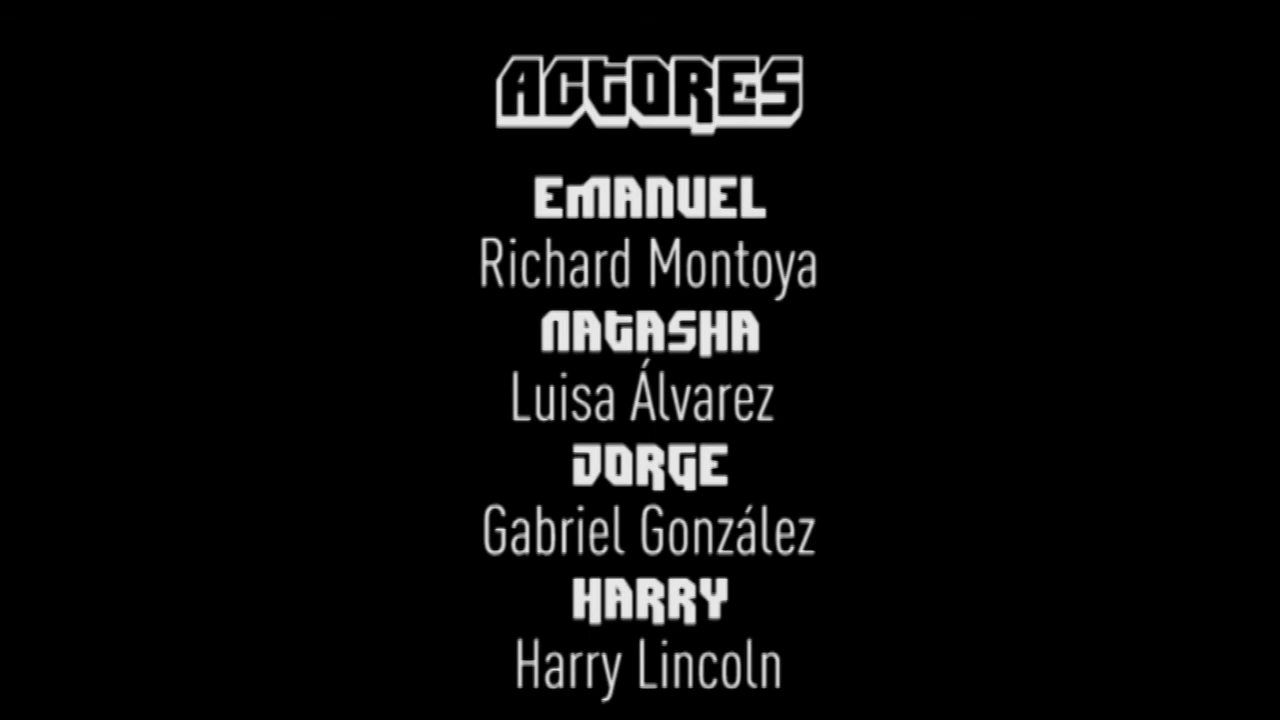 ACTORES
EMANUEL
Richard Montoya
NATASHA
Luisa Álvarez
JORGE
Gabriel González
HARRY
Harry Lincoln